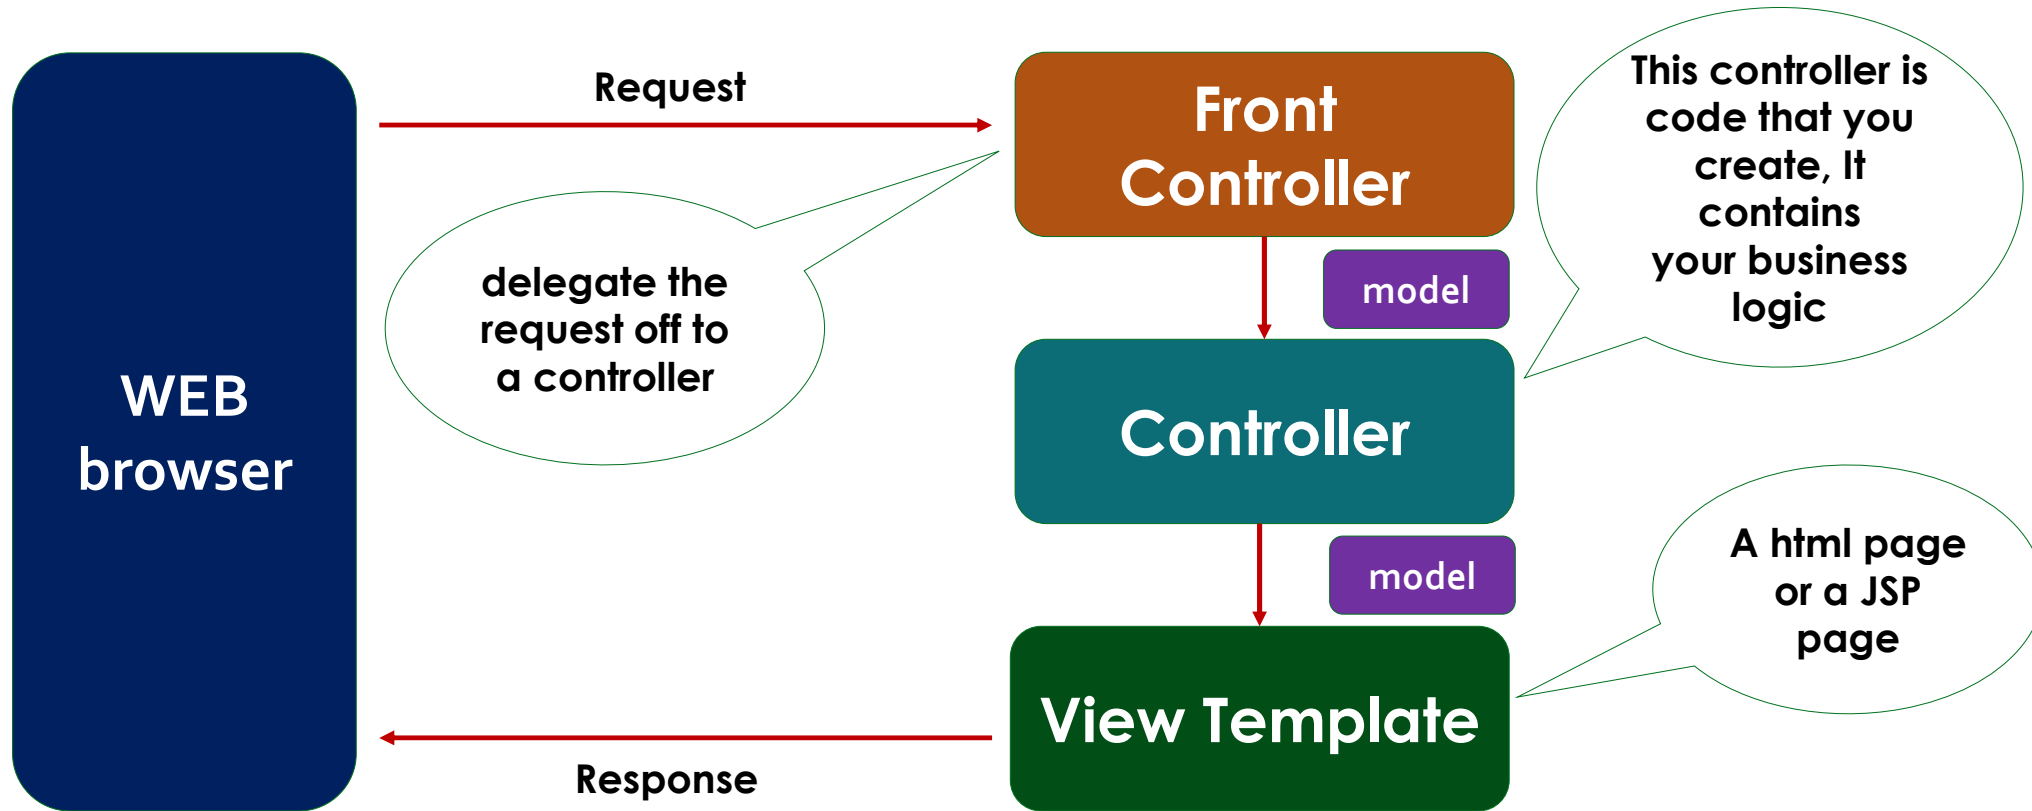 WEB
browser
Request
delegate the
request off to
a controller
Front
Controller
model
This controller is
code that you
create, It
contains
your business
logic
Controller
model
A html page
or a JSP
page
View Template
Response